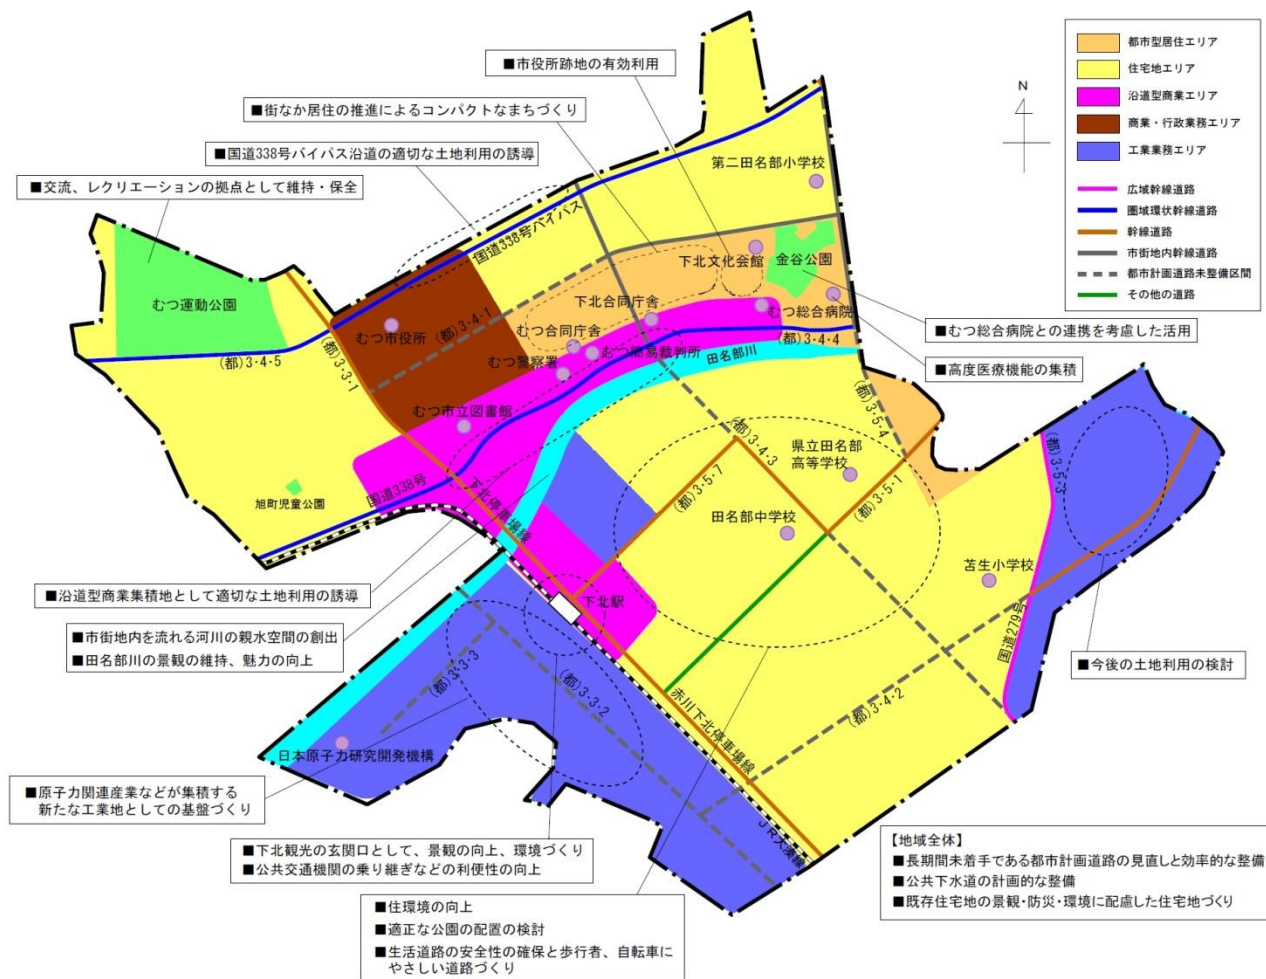 ■市役所跡地の有効利用
■街なか居住の推進によるコンパクトなまちづくり
■国道338号バイパス沿道の適切な土地利用の誘導
■交流、レクリエーションの拠点として維持・保全
都市型居住エリア
住宅地エリア
沿道型商業エリア
商業・行政業務エリア
工業業務エリア
広域幹線道路
圏域環状幹線道路
幹線道路
市街地内幹線道路
都市計画道路未整備区間
その他の道路
N
第二田名部小学校
国道338号バイパス
下北文化会館
金谷公園
むつ運動公園
下北合同庁舎
むつ総合病院
むつ市役所
(都)3・4・1
むつ合同庁舎
(都)3・4・4
■むつ総合病院との連携を考慮した活用
(都)3・4・5
(都)3・3・1
むつ警察署
むつ簡易裁判所
田名部川
■高度医療機能の集積
むつ市立図書館
(都)3・5・4
(都)3・4・3
県立田名部
高等学校
(都)3・5・3
国道338号
下北停車場線
(都)3・5・7
(都)3・5・1
旭町児童公園
田名部中学校
苫生小学校
■沿道型商業集積地として適切な土地利用の誘導
下北駅
国道279号
■市街地内を流れる河川の親水空間の創出
■田名部川の景観の維持、魅力の向上
■今後の土地利用の検討
(都)3・3・3
(都)3・3・2
(都)3・4・2
赤川下北停車場線
日本原子力研究開発機構
■原子力関連産業などが集積する
新たな工業地としての基盤づくり
JR大湊線
■下北観光の玄関口として、景観の向上、環境づくり
■公共交通機関の乗り継ぎなどの利便性の向上
【地域全体】
■長期間未着手である都市計画道路の見直しと効率的な整備
■公共下水道の計画的な整備
■既存住宅地の景観・防災・環境に配慮した住宅地づくり
■住環境の向上
■適正な公園の配置の検討
■生活道路の安全性の確保と歩行者、自転車に
やさしい道路づくり